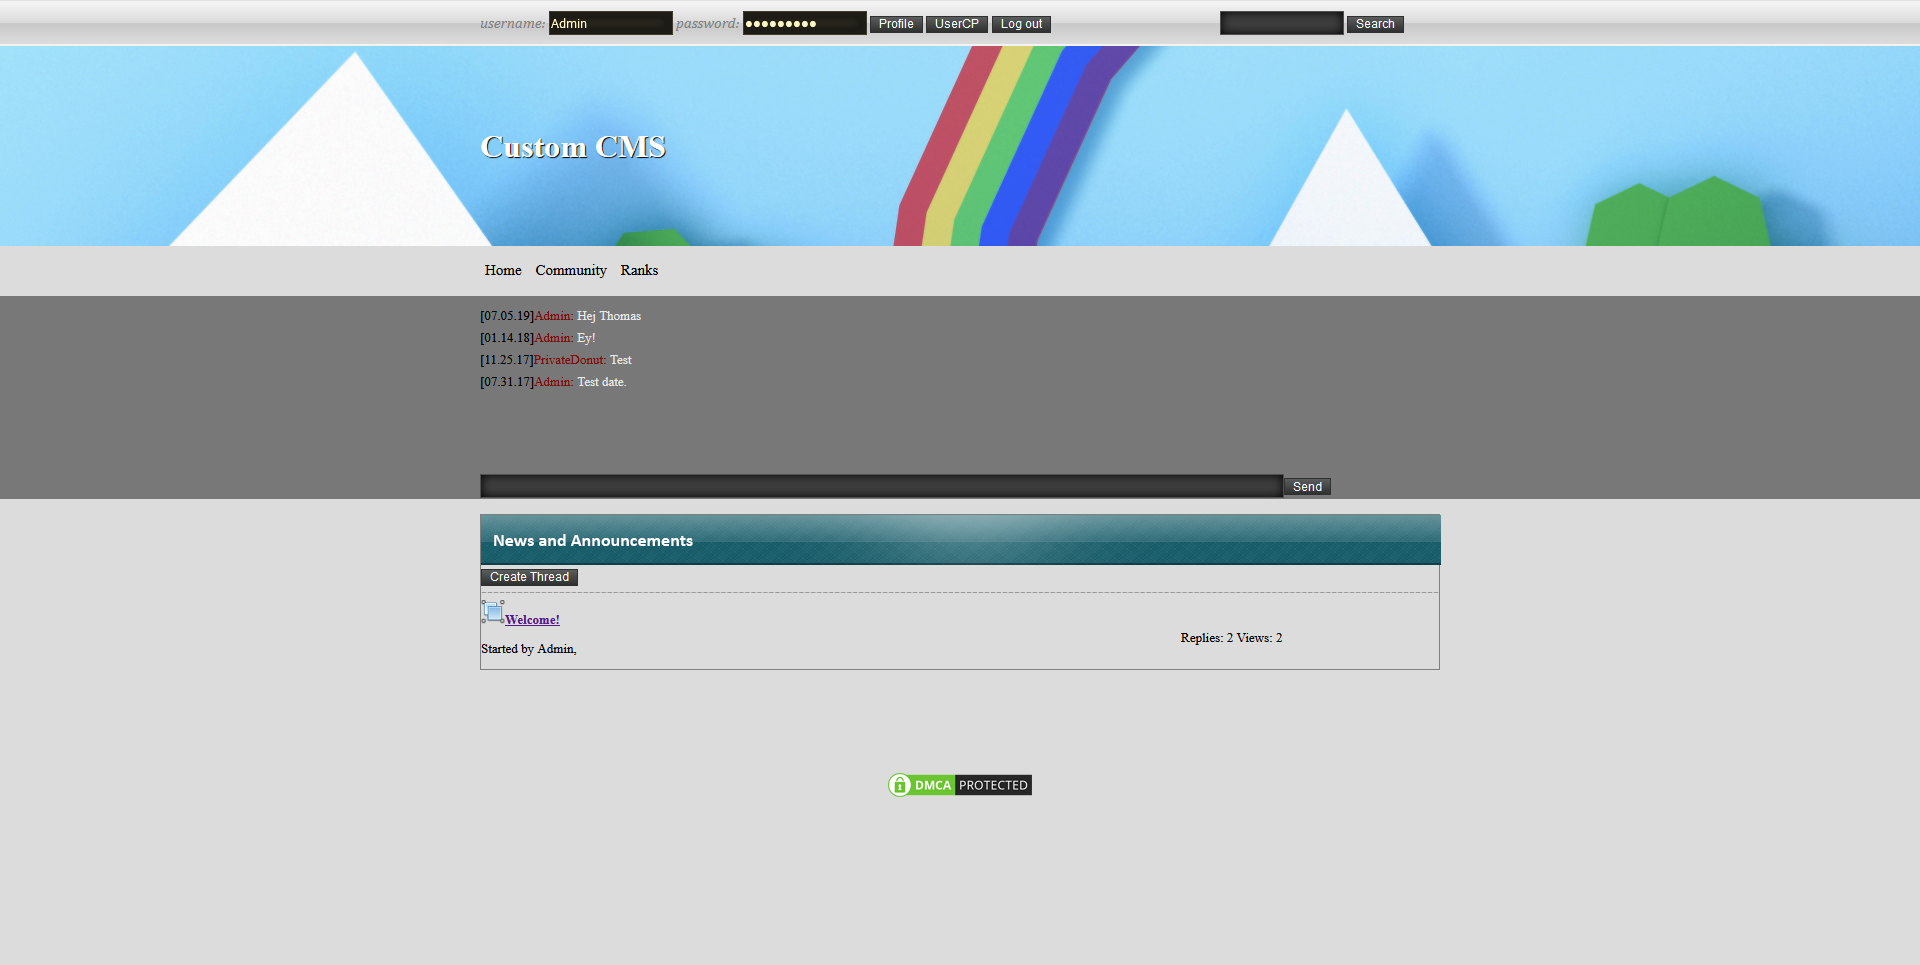 username: Admin password: ●●●●●●●●● Profile UserCP Log out Search
Custom CMS
Home Community Ranks
[07.05.19]Admin: Hej Thomas
[01.14.18]Admin: Ey!
[11.25.17]PrivateDonut: Test
[07.31.17]Admin: Test date.
Send
News and Announcements
Create Thread
Welcome!
Replies: 2 Views: 2
Started by Admin,
DMCA PROTECTED